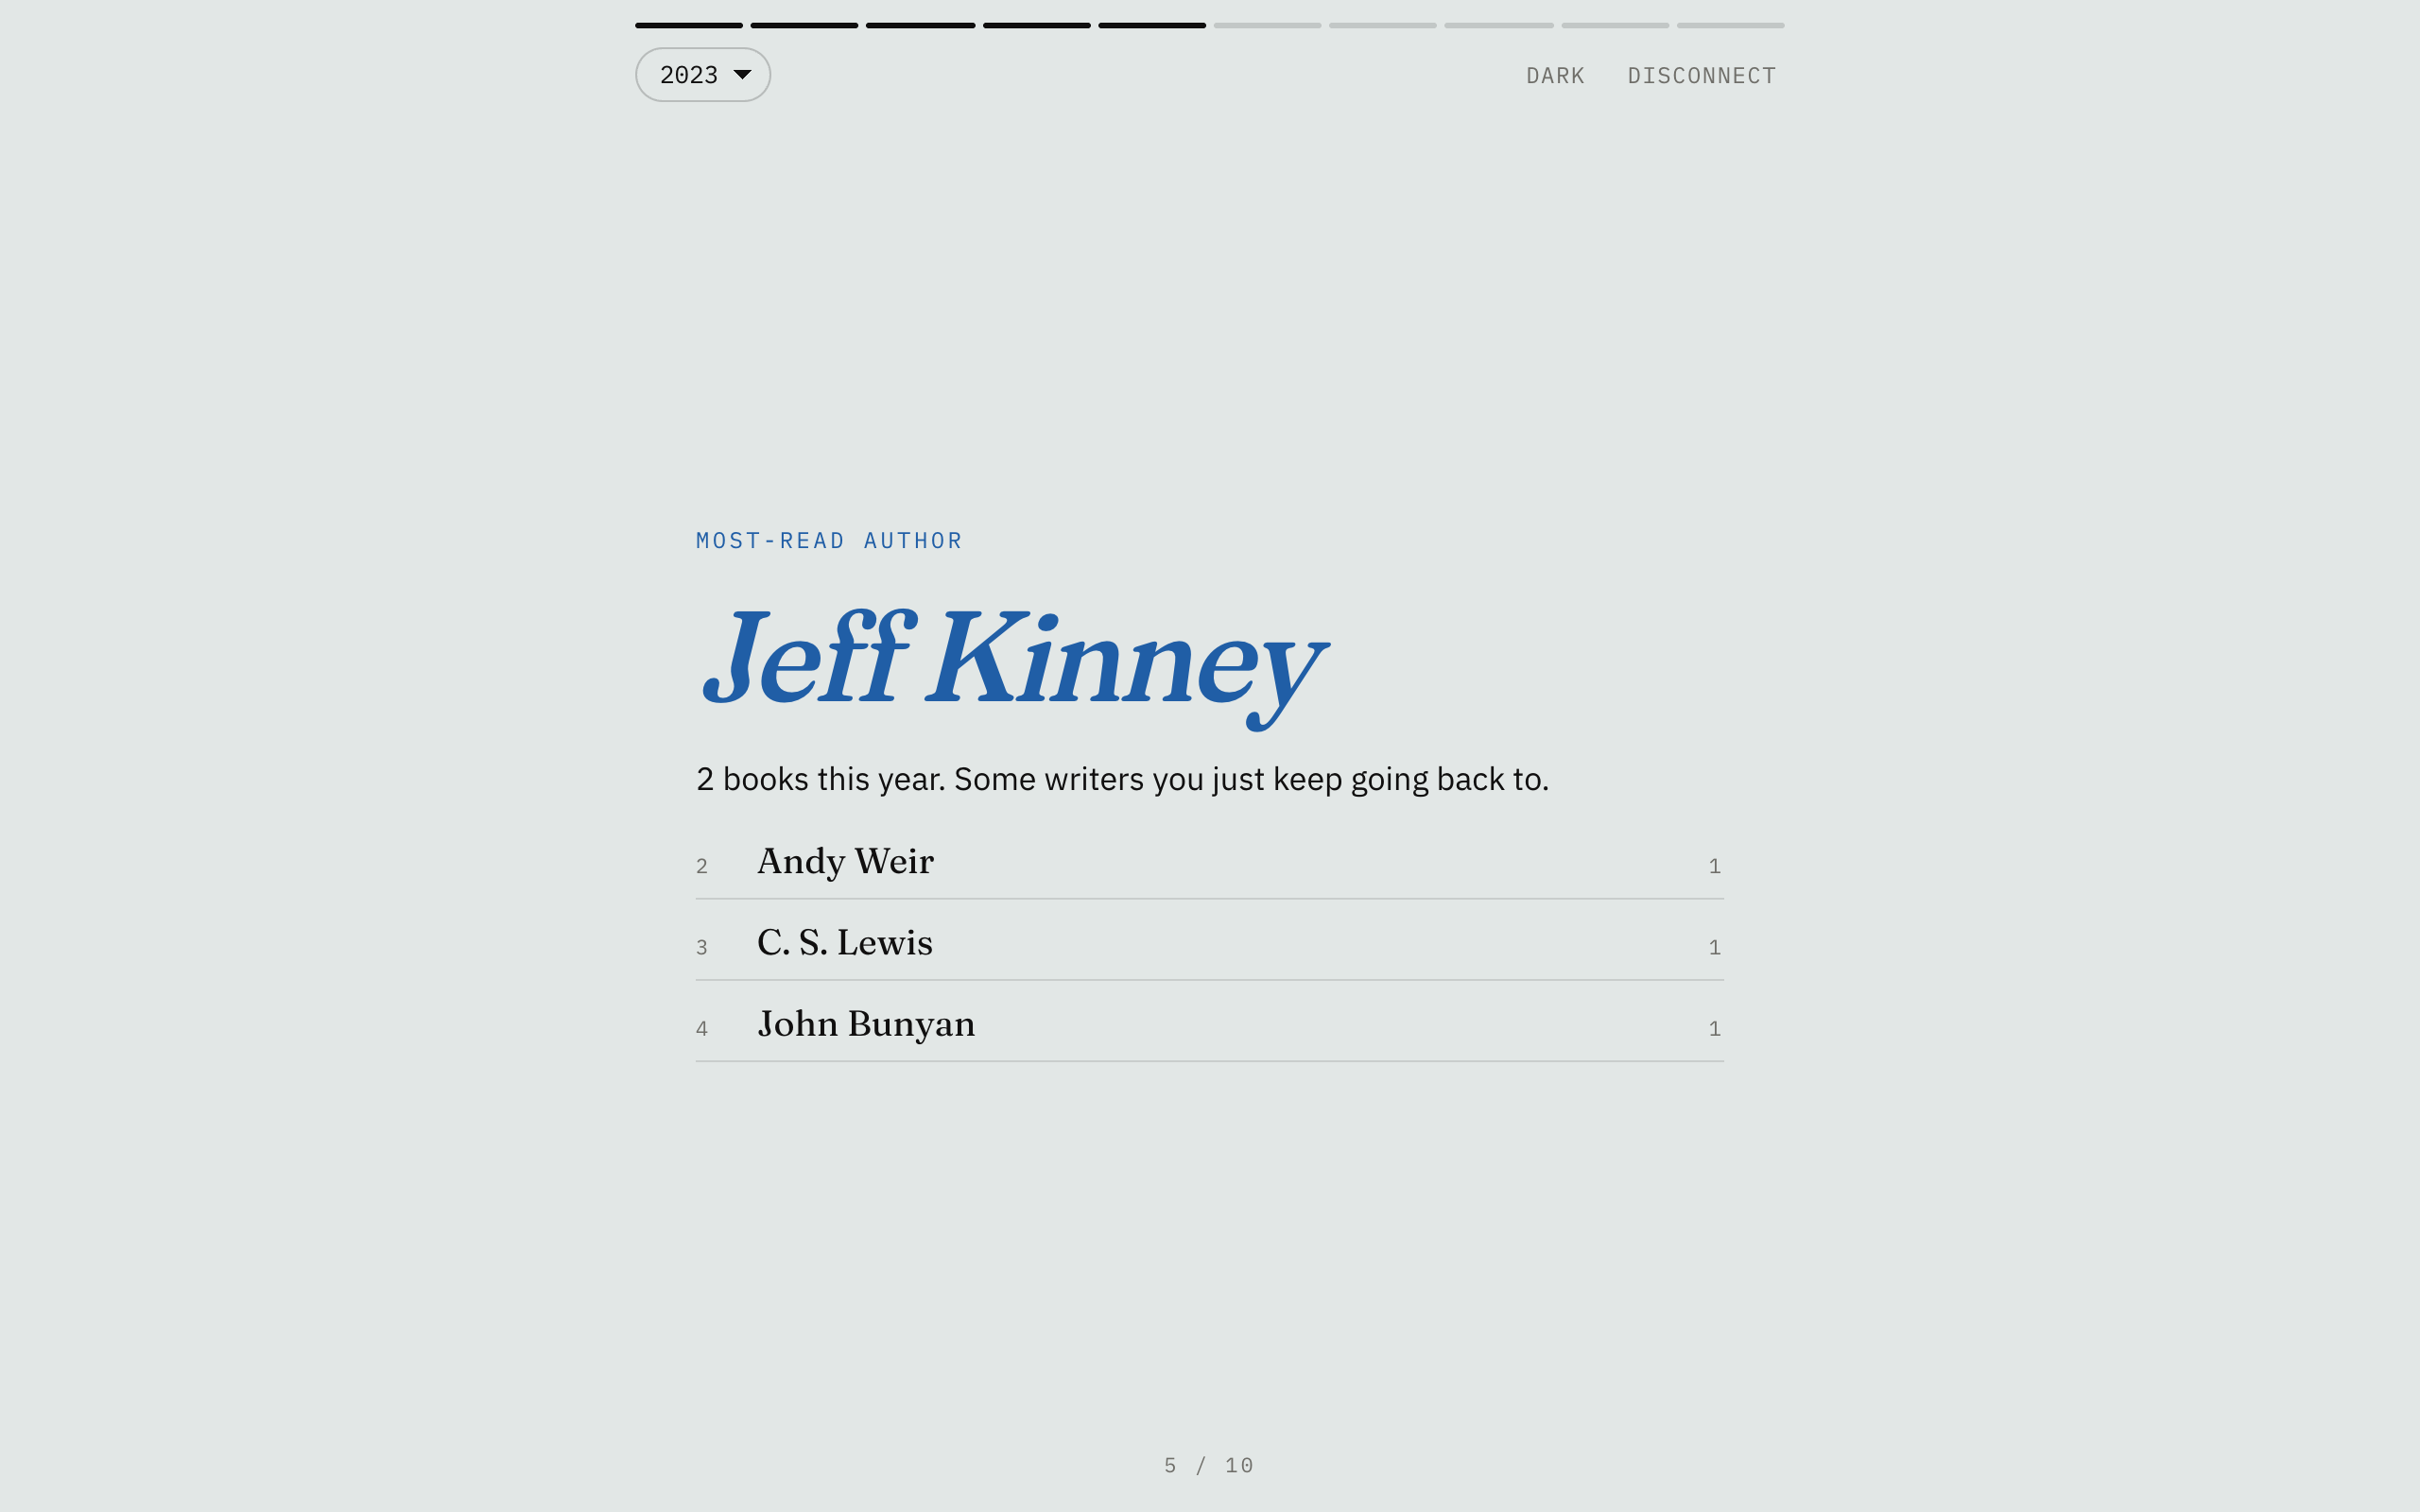 2023
DARK DISCONNECT
MOST-READ AUTHOR
Jeff Kinney
2 books this year. Some writers you just keep going back to.
2 Andy Weir 1
3 C. S. Lewis 1
4 John Bunyan 1
5 / 10